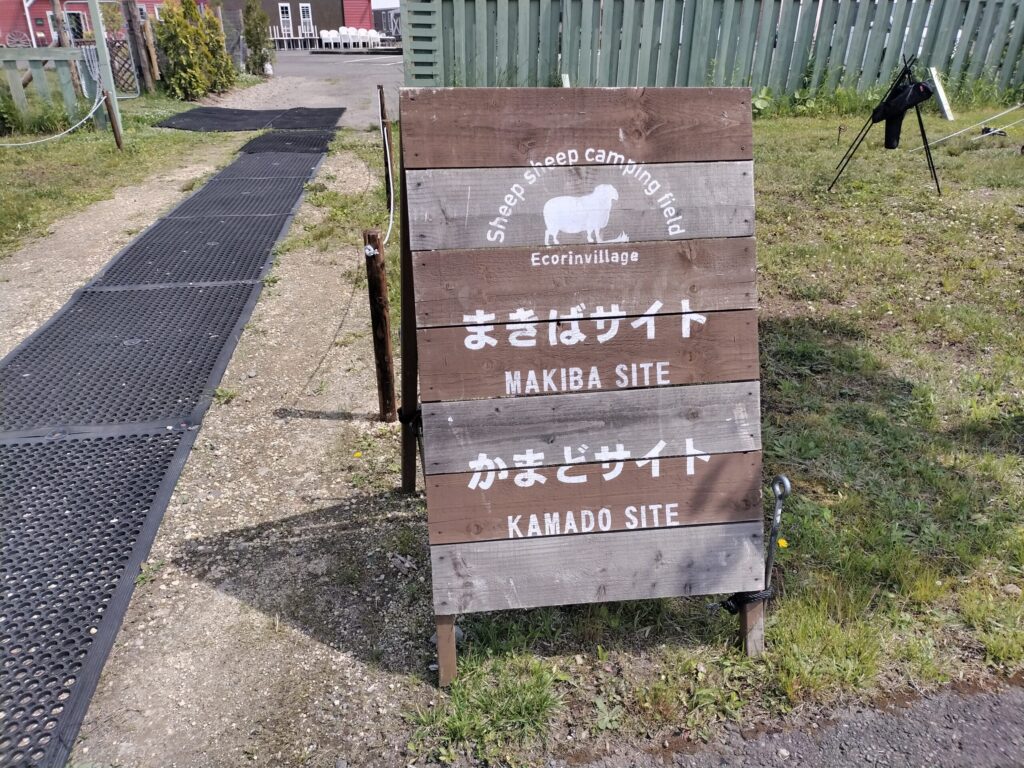 Sheep sheep camping field
Ecorinvillage
まきばサイト
MAKIBA SITE
かまどサイト
KAMADO SITE